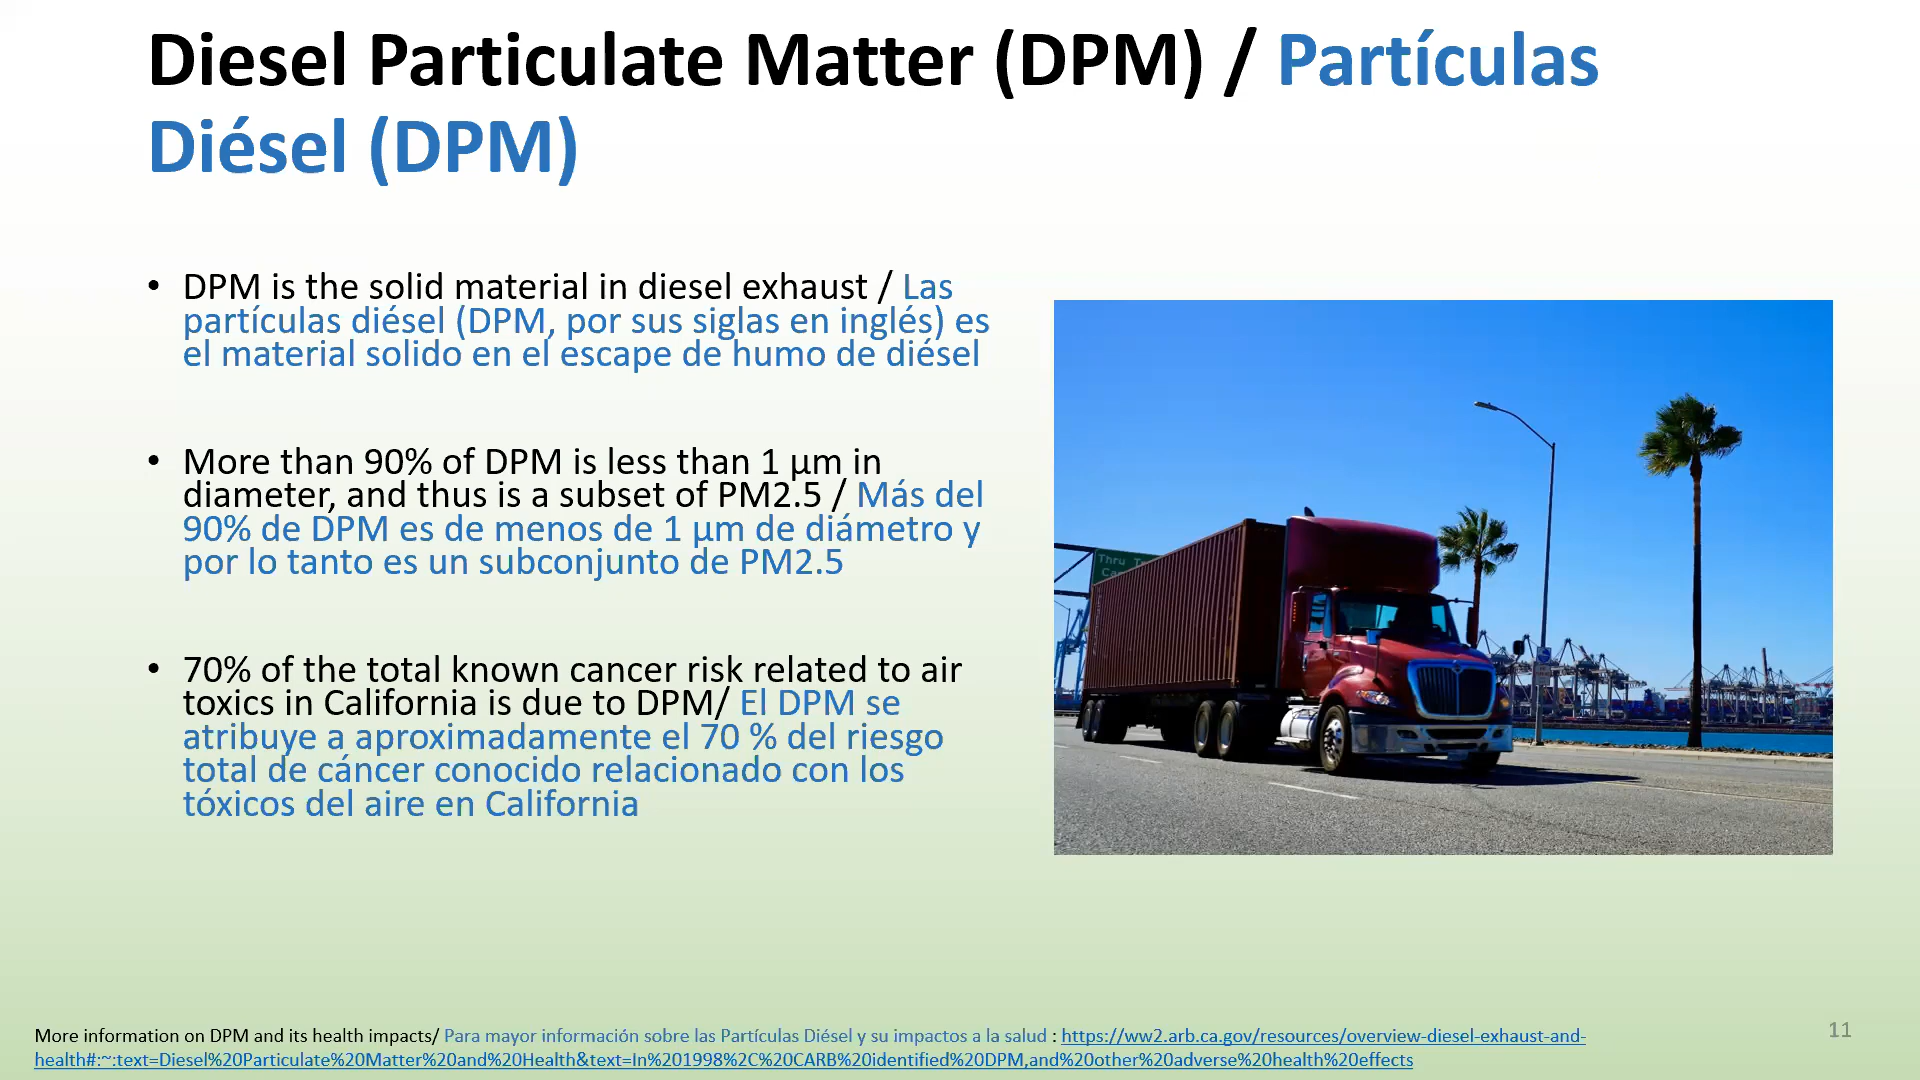 Diesel Particulate Matter (DPM) / Partículas
Diésel (DPM)
• DPM is the solid material in diesel exhaust / Las
partículas diésel (DPM, por sus siglas en inglés) es
el material solido en el escape de humo de diésel
• More than 90% of DPM is less than 1 µm in
diameter, and thus is a subset of PM2.5 / Más del
90% de DPM es de menos de 1 µm de diámetro y
por lo tanto es un subconjunto de PM2.5
• 70% of the total known cancer risk related to air
toxics in California is due to DPM/ El DPM se
atribuye a aproximadamente el 70 % del riesgo
total de cáncer conocido relacionado con los
tóxicos del aire en California
Thru
More information on DPM and its health impacts/ Para mayor información sobre las Partículas Diésel y su impactos a la salud : https://ww2.arb.ca.gov/resources/overview-diesel-exhaust-and-
health#:~:text=Diesel%20Particulate%20Matter%20and%20Health&text=In%201998%2C%20CARB%20identified%20DPM,and%20other%20adverse%20health%20effects
11